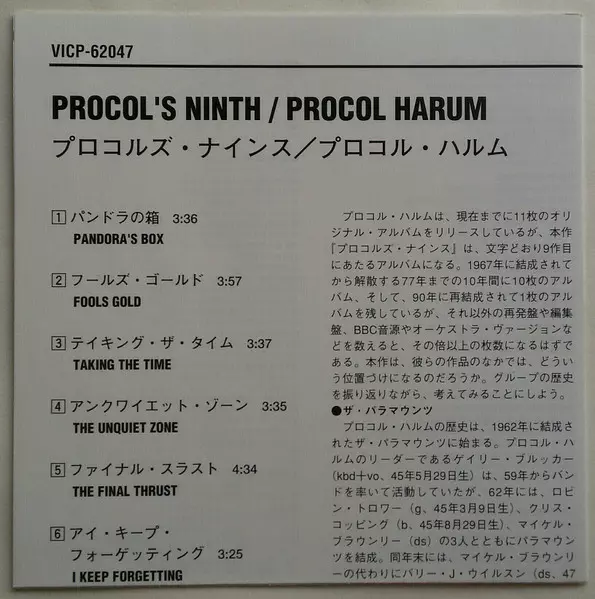 VICP-62047
PROCOL'S NINTH / PROCOL HARUM
プロコルズ・ナインス／プロコル・ハルム
1 パンドラの箱 3:36
PANDORA'S BOX
2 フールズ・ゴールド 3:57
FOOLS GOLD
3 テイキング・ザ・タイム 3:37
TAKING THE TIME
4 アンクワイエット・ゾーン 3:35
THE UNQUIET ZONE
5 ファイナル・スラスト 4:34
THE FINAL THRUST
6 アイ・キープ・
フォーゲッティング 3:25
I KEEP FORGETTING
プロコル・ハルムは、現在までに11枚のオリ
ジナル・アルバムをリリースしているが、本作
『プロコルズ・ナインス』は、文字どおり9作目
にあたるアルバムになる。1967年に結成されて
から解散する77年までの10年間に10枚のアル
バム、そして、90年に再結成されて1枚のアル
バムを残しているが、それ以外の再発盤や編集
盤、BBC音源やオーケストラ・ヴァージョンな
どを数えると、その倍以上の枚数になるはずで
ある。本作は、彼らの作品のなかでは、どうい
う位置づけになるのだろうか。グループの歴史
を振り返りながら、考えてみることにしよう。
●ザ・パラマウンツ
プロコル・ハルムの歴史は、1962年に結成さ
れたザ・パラマウンツに始まる。プロコル・ハ
ルムのリーダーであるゲイリー・ブルッカー
(kbd＋vo、45年5月29日生）は、59年からバン
ドを率いて活動していたが、62年には、ロビ
ン・トロワー（g、45年3月9日生)、クリス・
コッピング（b、45年8月29日生)、マイケル・
ブラウンリー（ds）の3人とともにパラマウン
ツを結成。同年末には、マイケル・ブラウンリ
ーの代わりにバリー・J・ウイルスン（ds、47